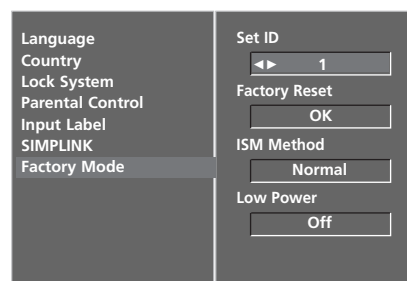 Language
Country
Lock System
Parental Control
Input Label
SIMPLINK
Factory Mode
Set ID
◀▶ 1
Factory Reset
OK
ISM Method
Normal
Low Power
Off